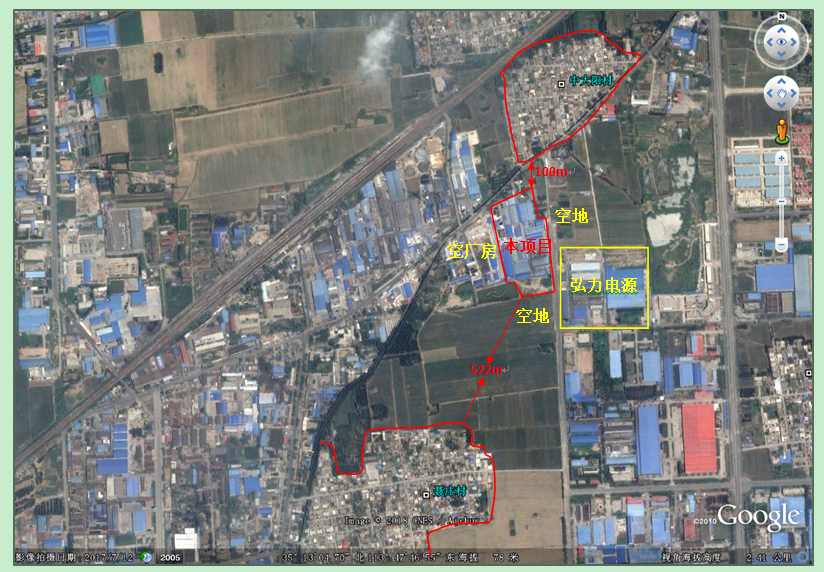 N
中大阳村
100m
空地
空厂房
本项目
弘力电源
空地
527m
聂庄村
Image © 2018 CNES / Airbus
©2010 Google
影像拍摄日期: 2017/7/12 2005 35°13'04.70" 北 113°47'46.55" 东 海拔 78 米 视角海拔高度 2.41 公里